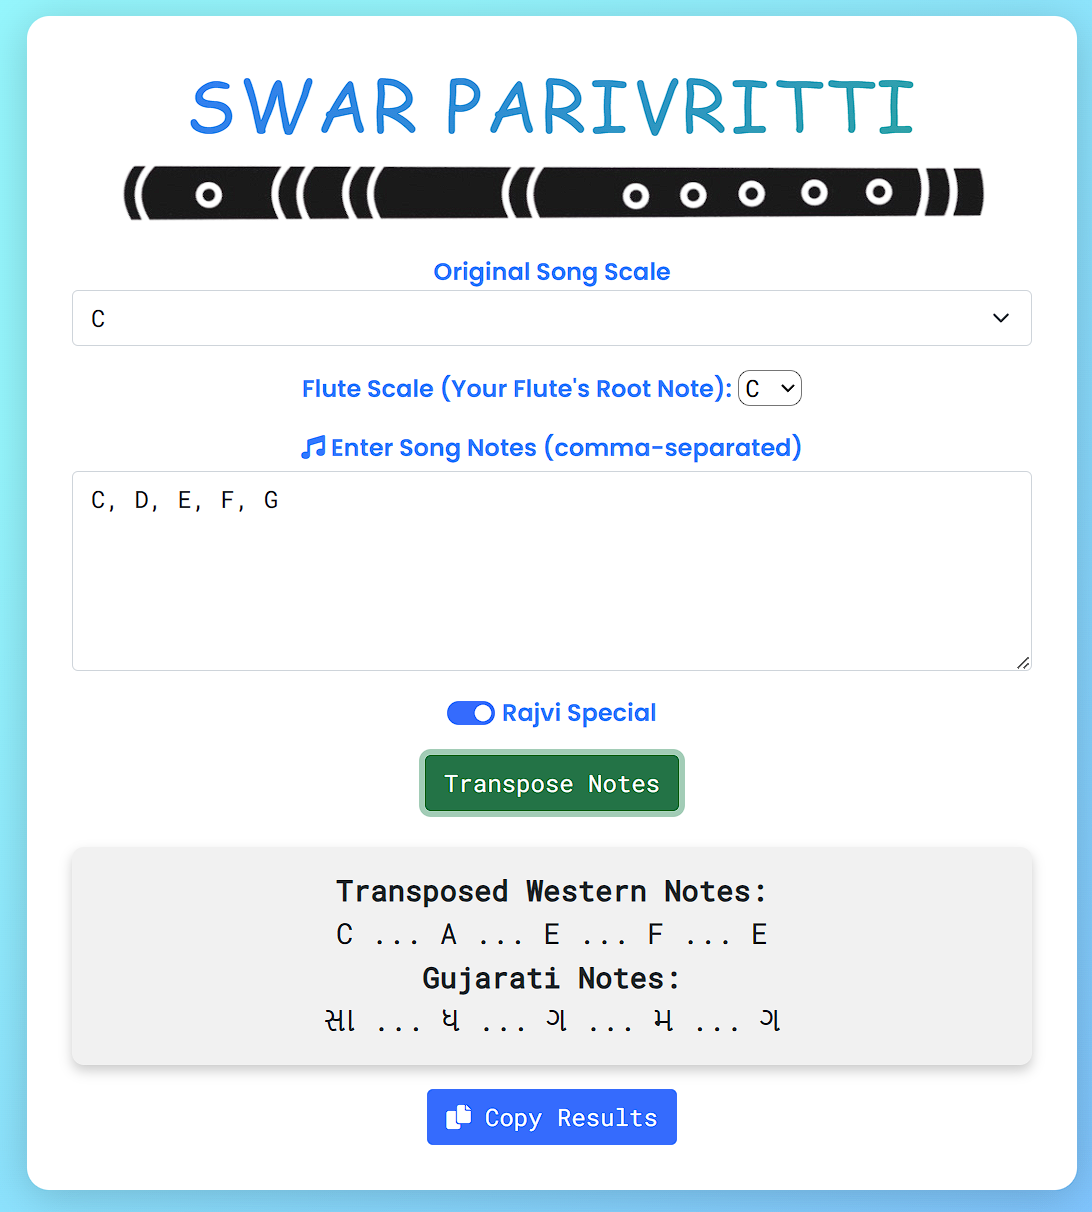 SWAR PARIVRITTI
Original Song Scale
C
Flute Scale (Your Flute's Root Note): C
Enter Song Notes (comma-separated)
C, D, E, F, G
Rajvi Special
Transpose Notes
Transposed Western Notes:
C ... A ... E ... F ... E
Gujarati Notes:
સા ... ધ ... ગ ... મ ... ગ
Copy Results